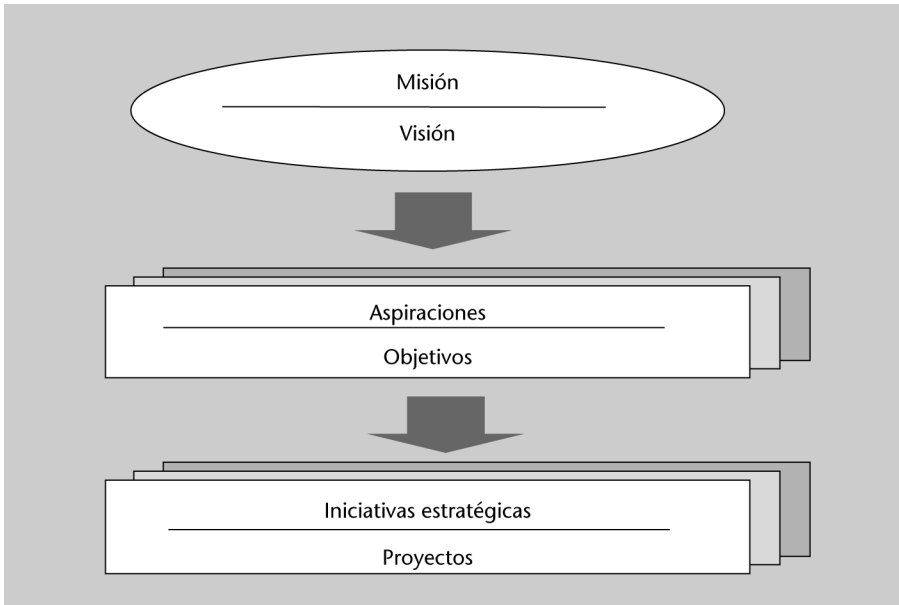 Misión
Visión
Aspiraciones
Objetivos
Iniciativas estratégicas
Proyectos